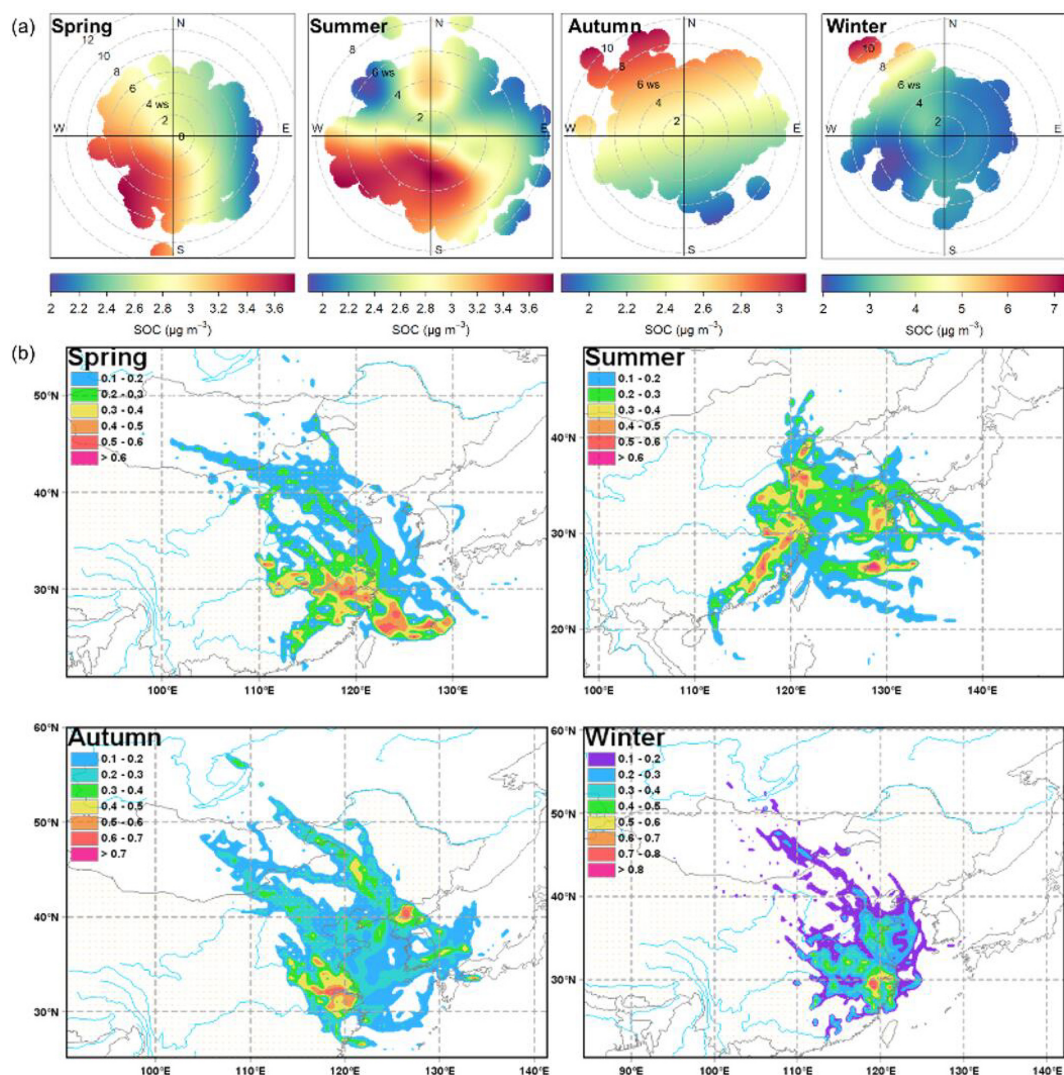 (a)
Spring
N
12
10
8
6
4 ws
2
0
W
E
S
2 2.2 2.4 2.6 2.8 3 3.2 3.4 3.6
SOC (µg m⁻³)
Summer
N
8
6 ws
4
2
W
E
S
2 2.2 2.4 2.6 2.8 3 3.2 3.4 3.6
SOC (µg m⁻³)
Autumn
N
8
6 ws
4
2
W
E
S
2 2.2 2.4 2.6 2.8 3
SOC (µg m⁻³)
Winter
N
10
8
6 ws
4
2
W
E
S
2 3 4 5 6 7
SOC (µg m⁻³)
(b)
Spring
0.1 - 0.2
0.2 - 0.3
0.3 - 0.4
0.4 - 0.5
0.5 - 0.6
> 0.6
50°N
40°N
30°N
100°E 110°E 120°E 130°E
Summer
0.1 - 0.2
0.2 - 0.3
0.3 - 0.4
0.4 - 0.5
0.5 - 0.6
> 0.6
40°N
30°N
20°N
100°E 110°E 120°E 130°E 140°E
Autumn
0.1 - 0.2
0.2 - 0.3
0.3 - 0.4
0.4 - 0.5
0.5 - 0.6
0.6 - 0.7
> 0.7
60°N
50°N
40°N
30°N
100°E 110°E 120°E 130°E 140°E
Winter
0.1 - 0.2
0.2 - 0.3
0.3 - 0.4
0.4 - 0.5
0.5 - 0.6
0.6 - 0.7
0.7 - 0.8
> 0.8
60°N
50°N
40°N
30°N
90°E 100°E 110°E 120°E 130°E 140°E